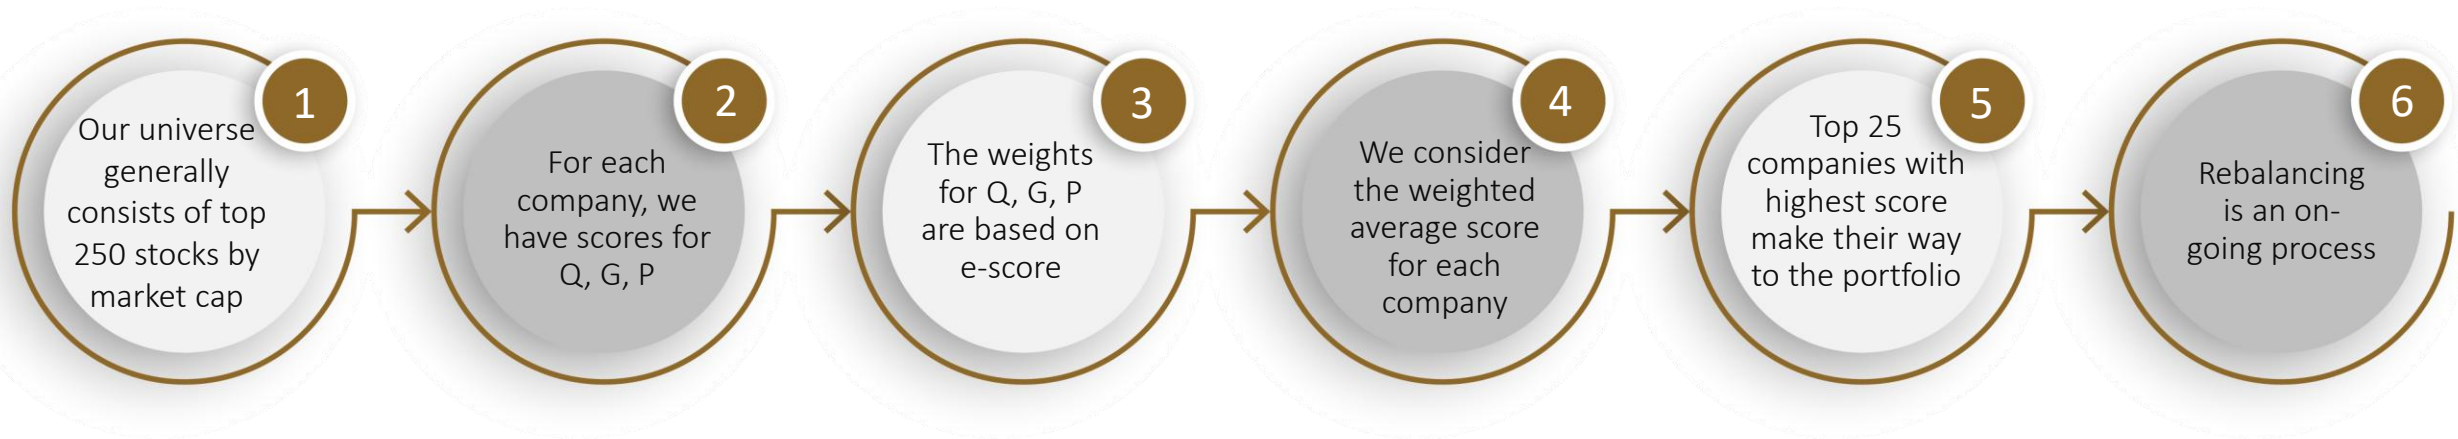 1
Our universe
generally
consists of top
250 stocks by
market cap
2
For each
company, we
have scores for
Q, G, P
3
The weights
for Q, G, P
are based on
e-score
4
We consider
the weighted
average score
for each
company
5
Top 25
companies with
highest score
make their way
to the portfolio
6
Rebalancing
is an on-
going process